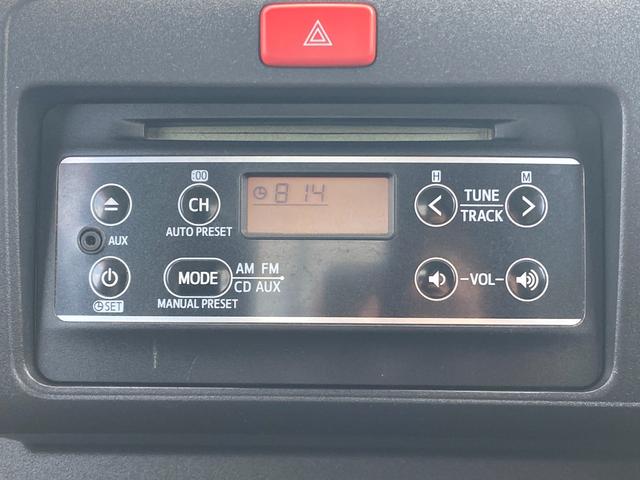 :00
H
M
CH
AUTO PRESET
8 14
TUNE
TRACK
AUX
MODE
AM FM
CD AUX
MANUAL PRESET
SET
-VOL-